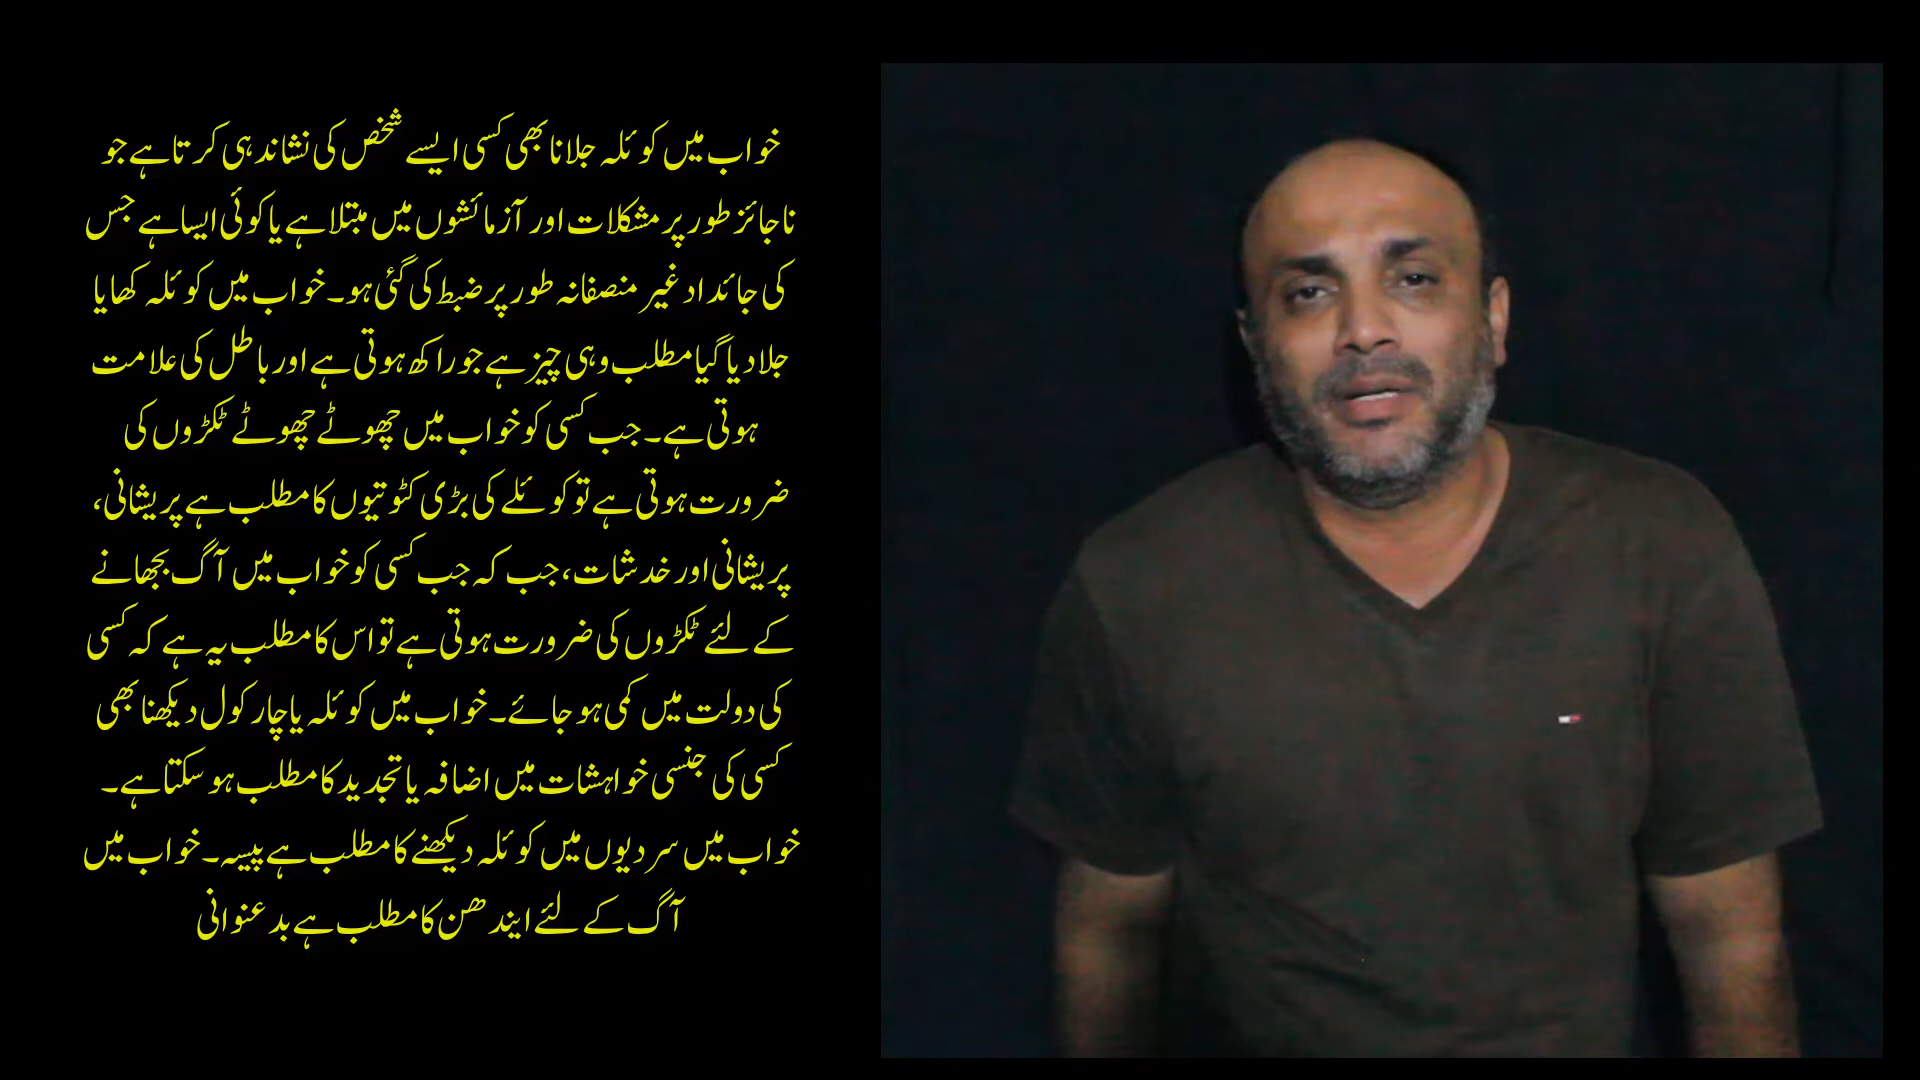 خواب میں کوئلہ جلانا بھی کسی ایسے شخص کی نشاندہی کرتا ہے جو
ناجائز طور پر مشکلات اور آزمائشوں میں مبتلا ہے یا کوئی ایسا ہے جس
کی جائداد غیر منصفانہ طور پر ضبط کی گئی ہو۔ خواب میں کوئلہ کھایا
جلا دیا گیا مطلب وہی چیز ہے جو راکھ ہوتی ہے اور باطل کی علامت
ہوتی ہے۔ جب کسی کو خواب میں چھوٹے چھوٹے ٹکڑوں کی
ضرورت ہوتی ہے تو کوئلے کی بڑی کٹوتیوں کا مطلب ہے پریشانی،
پریشانی اور خدشات، جب کہ جب کسی کو خواب میں آگ بجھانے
کے لئے ٹکڑوں کی ضرورت ہوتی ہے تو اس کا مطلب یہ ہے کہ کسی
کی دولت میں کمی ہو جائے۔ خواب میں کوئلہ یا چارکول دیکھنا بھی
کسی کی جنسی خواہشات میں اضافہ یا تجدید کا مطلب ہو سکتا ہے۔
خواب میں سردیوں میں کوئلہ دیکھنے کا مطلب ہے پیسہ۔ خواب میں
آگ کے لئے ایندھن کا مطلب ہے بدعنوانی